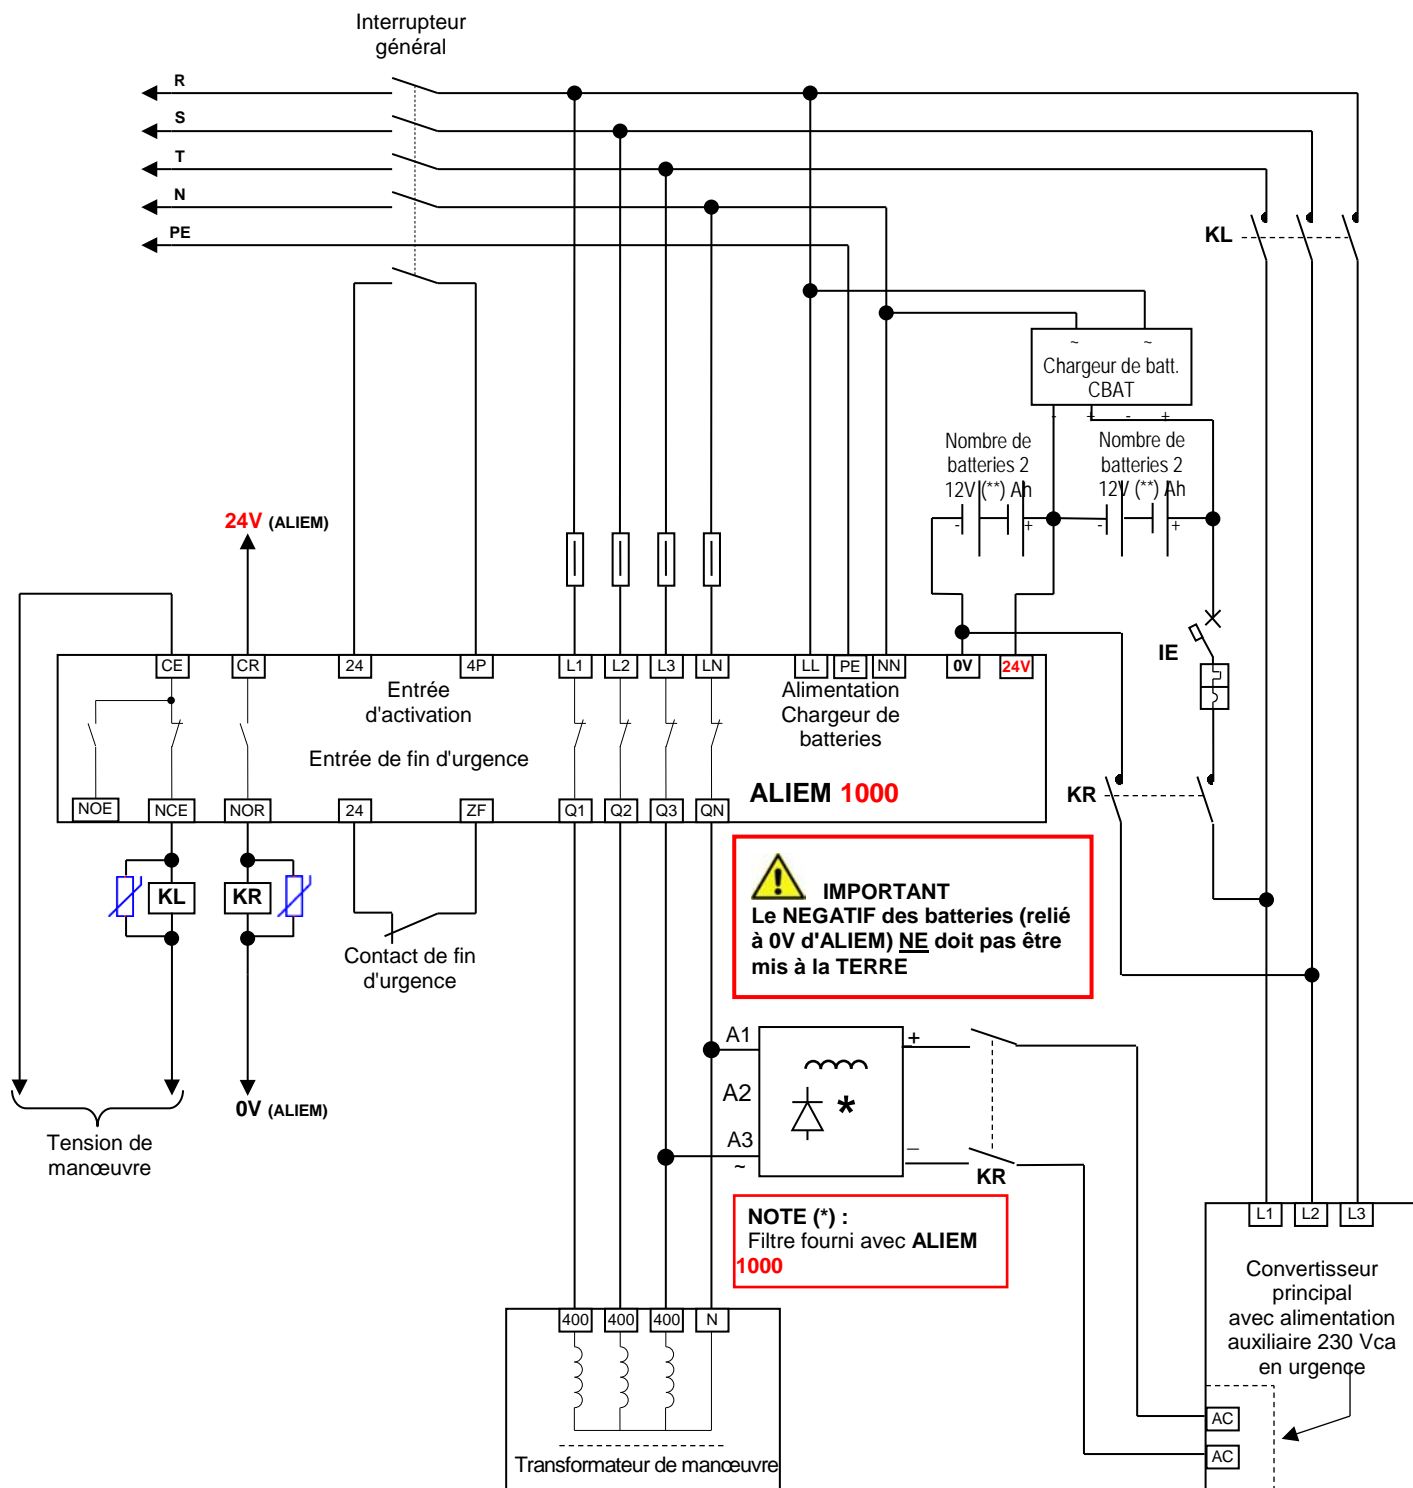 Interrupteur
général
R
S
T
N
PE
KL
~ ~
Chargeur de batt.
CBAT
- + - +
Nombre de
batteries 2
12V (**) Ah
Nombre de
batteries 2
12V (**) Ah
- + - +
24V (ALIEM)
IE
CE CR 24 4P L1 L2 L3 LN LL PE NN 0V 24V
Entrée
d'activation
Alimentation
Chargeur de
batteries
Entrée de fin d'urgence
ALIEM 1000
KR
NOE NCE NOR 24 ZF Q1 Q2 Q3 QN
KL
KR
IMPORTANT
Le NEGATIF des batteries (relié
à 0V d'ALIEM) NE doit pas être
mis à la TERRE
Contact de fin
d'urgence
A1
+
A2
*
A3
~
–
KR
0V (ALIEM)
Tension de
manœuvre
NOTE (*) :
Filtre fourni avec ALIEM
1000
L1 L2 L3
Convertisseur
principal
avec alimentation
auxiliaire 230 Vca
en urgence
400 400 400 N
AC
AC
Transformateur de manœuvre